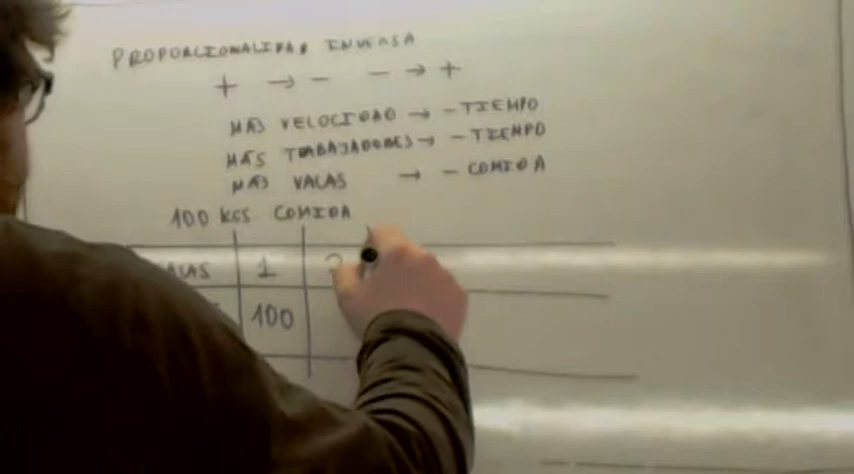 PROPORCIONALIDAD INVERSA
+ → - - → +
MÁS VELOCIDAD → - TIEMPO
MÁS TRABAJADORES → - TIEMPO
MÁS VACAS → - COMIDA
100 KGS COMIDA
1
100